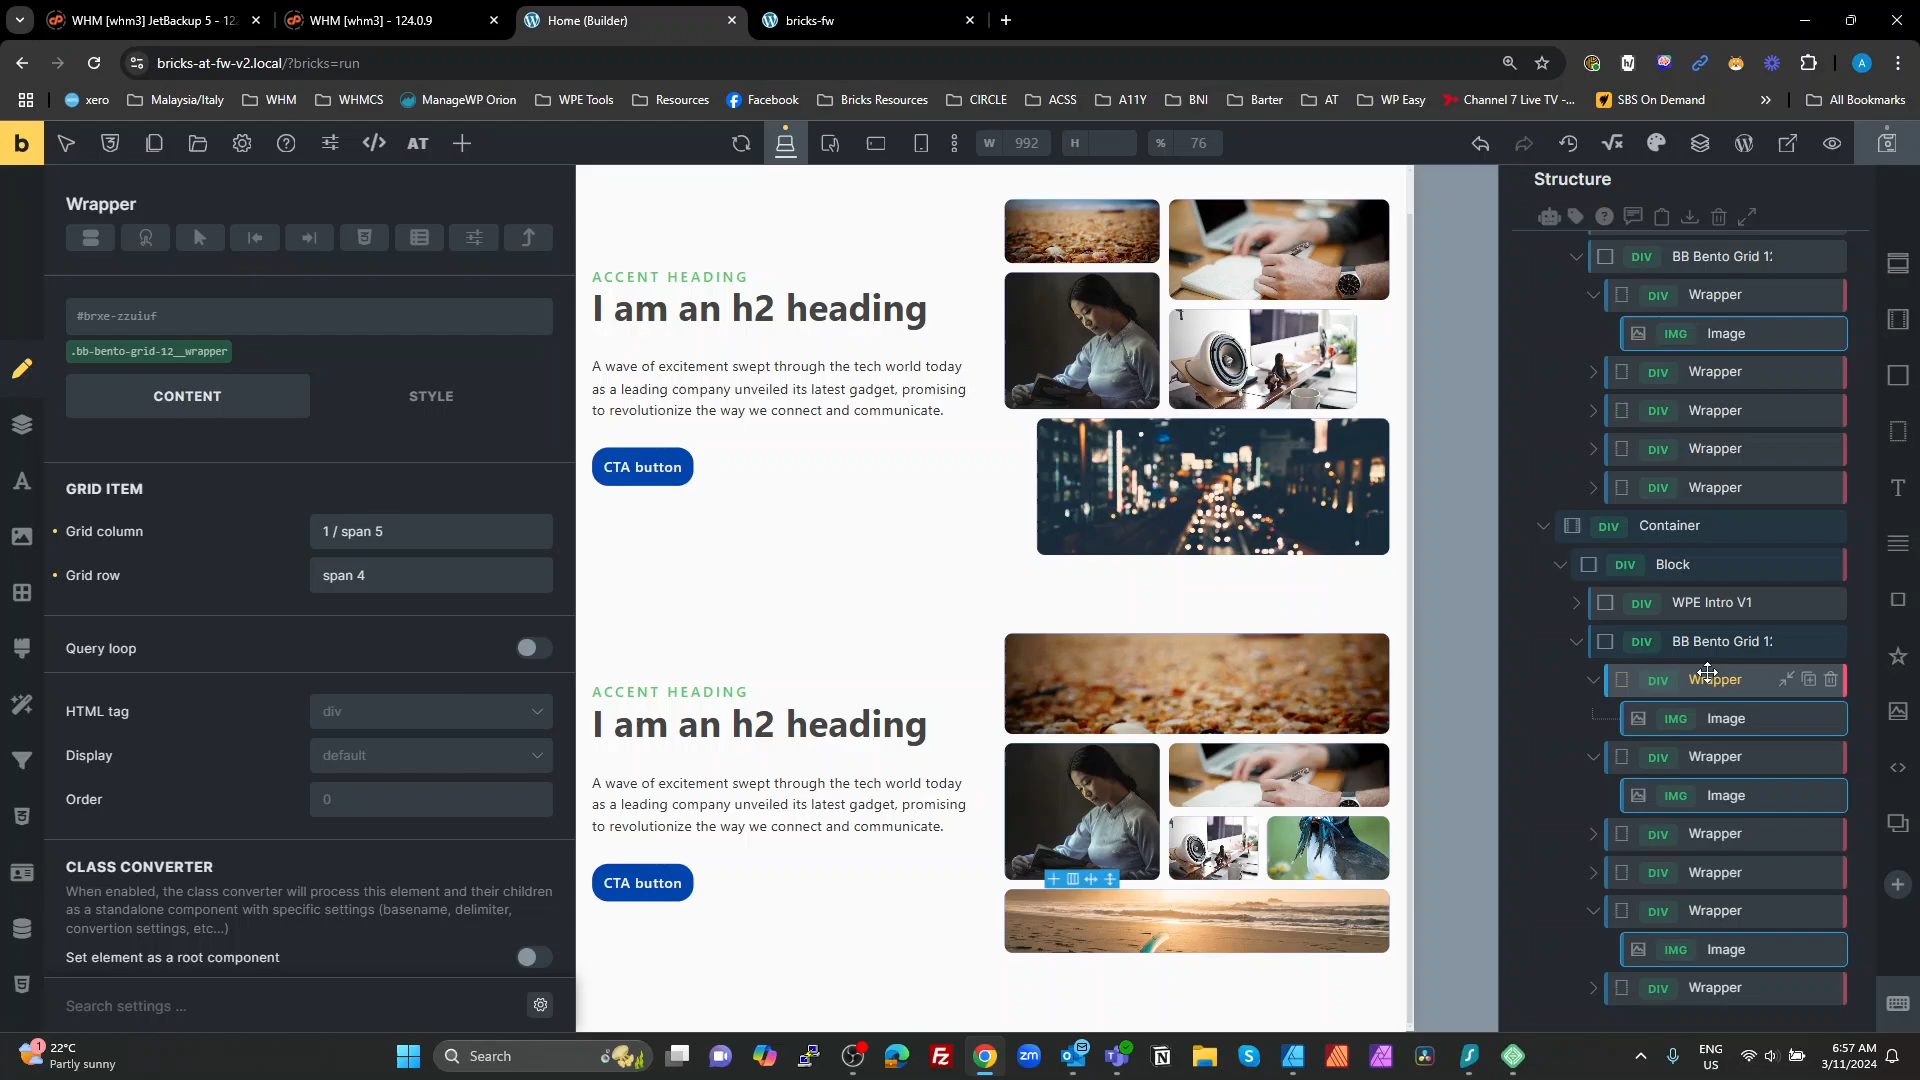 WHM [whm3] JetBackup 5 - 12
WHM [whm3] - 124.0.9
Home (Builder)
bricks-fw
bricks-at-fw-v2.local/?bricks=run
xero
Malaysia/Italy
WHM
WHMCS
ManageWP Orion
WPE Tools
Resources
Facebook
Bricks Resources
CIRCLE
ACSS
A11Y
BNI
Barter
AT
WP Easy
Channel 7 Live TV -...
SBS On Demand
All Bookmarks
b
AT
W 992
H
% 76
Wrapper
#brxe-zzuiuf
.bb-bento-grid-12__wrapper
CONTENT
STYLE
GRID ITEM
Grid column
1 / span 5
Grid row
span 4
Query loop
HTML tag
div
Display
default
Order
0
CLASS CONVERTER
When enabled, the class converter will process this element and their children
as a standalone component with specific settings (basename, delimiter,
convertion settings, etc...)
Set element as a root component
Search settings ...
ACCENT HEADING
I am an h2 heading
A wave of excitement swept through the tech world today
as a leading company unveiled its latest gadget, promising
to revolutionize the way we connect and communicate.
CTA button
ACCENT HEADING
I am an h2 heading
A wave of excitement swept through the tech world today
as a leading company unveiled its latest gadget, promising
to revolutionize the way we connect and communicate.
CTA button
Structure
DIV BB Bento Grid 12
DIV Wrapper
IMG Image
DIV Wrapper
DIV Wrapper
DIV Wrapper
DIV Wrapper
DIV Container
DIV Block
DIV WPE Intro V1
DIV BB Bento Grid 12
DIV Wrapper
IMG Image
DIV Wrapper
IMG Image
DIV Wrapper
DIV Wrapper
DIV Wrapper
IMG Image
DIV Wrapper
1
22°C
Partly sunny
Search
ENG
US
6:57 AM
3/11/2024